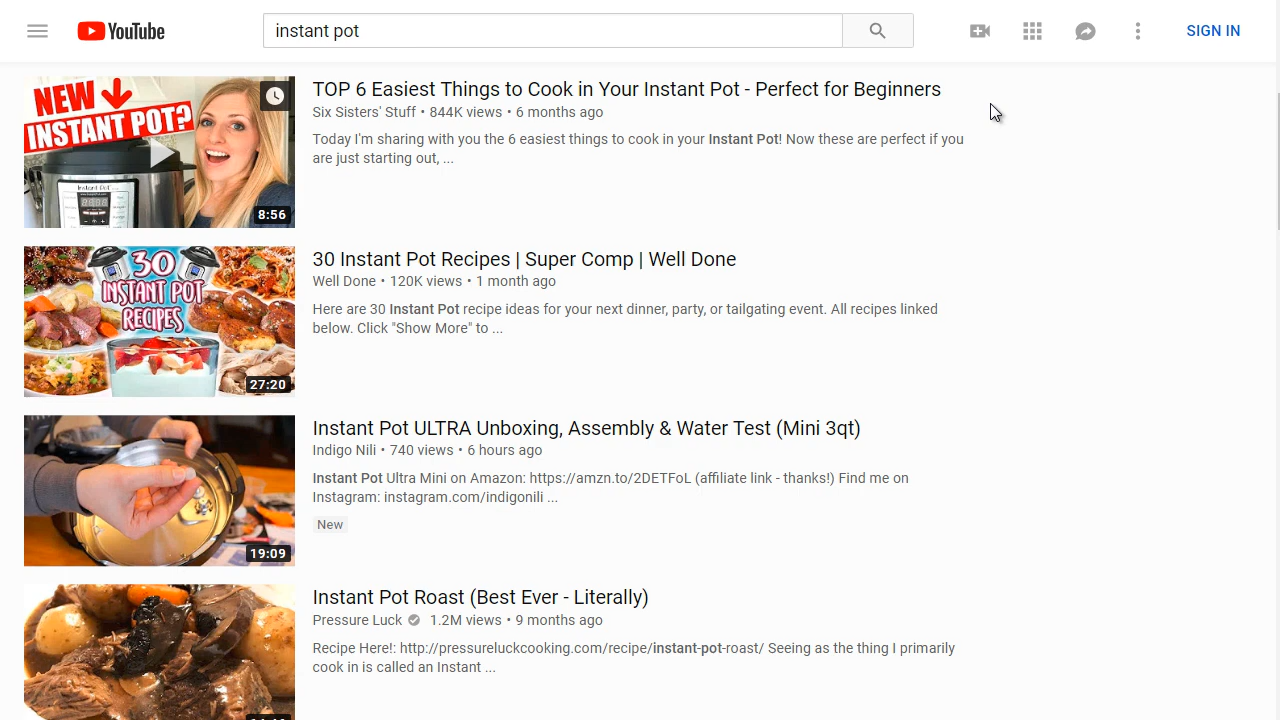 YouTube
instant pot
SIGN IN
NEW
INSTANT POT?
Instant Pot
8:56
TOP 6 Easiest Things to Cook in Your Instant Pot - Perfect for Beginners
Six Sisters' Stuff • 844K views • 6 months ago
Today I'm sharing with you the 6 easiest things to cook in your Instant Pot! Now these are perfect if you
are just starting out, ...
30
INSTANT POT
RECIPES
27:20
30 Instant Pot Recipes | Super Comp | Well Done
Well Done • 120K views • 1 month ago
Here are 30 Instant Pot recipe ideas for your next dinner, party, or tailgating event. All recipes linked
below. Click "Show More" to ...
19:09
Instant Pot ULTRA Unboxing, Assembly & Water Test (Mini 3qt)
Indigo Nili • 740 views • 6 hours ago
Instant Pot Ultra Mini on Amazon: https://amzn.to/2DETFoL (affiliate link - thanks!) Find me on
Instagram: instagram.com/indigonili ...
New
Instant Pot Roast (Best Ever - Literally)
Pressure Luck 1.2M views • 9 months ago
Recipe Here!: http://pressureluckcooking.com/recipe/instant-pot-roast/ Seeing as the thing I primarily
cook in is called an Instant ...